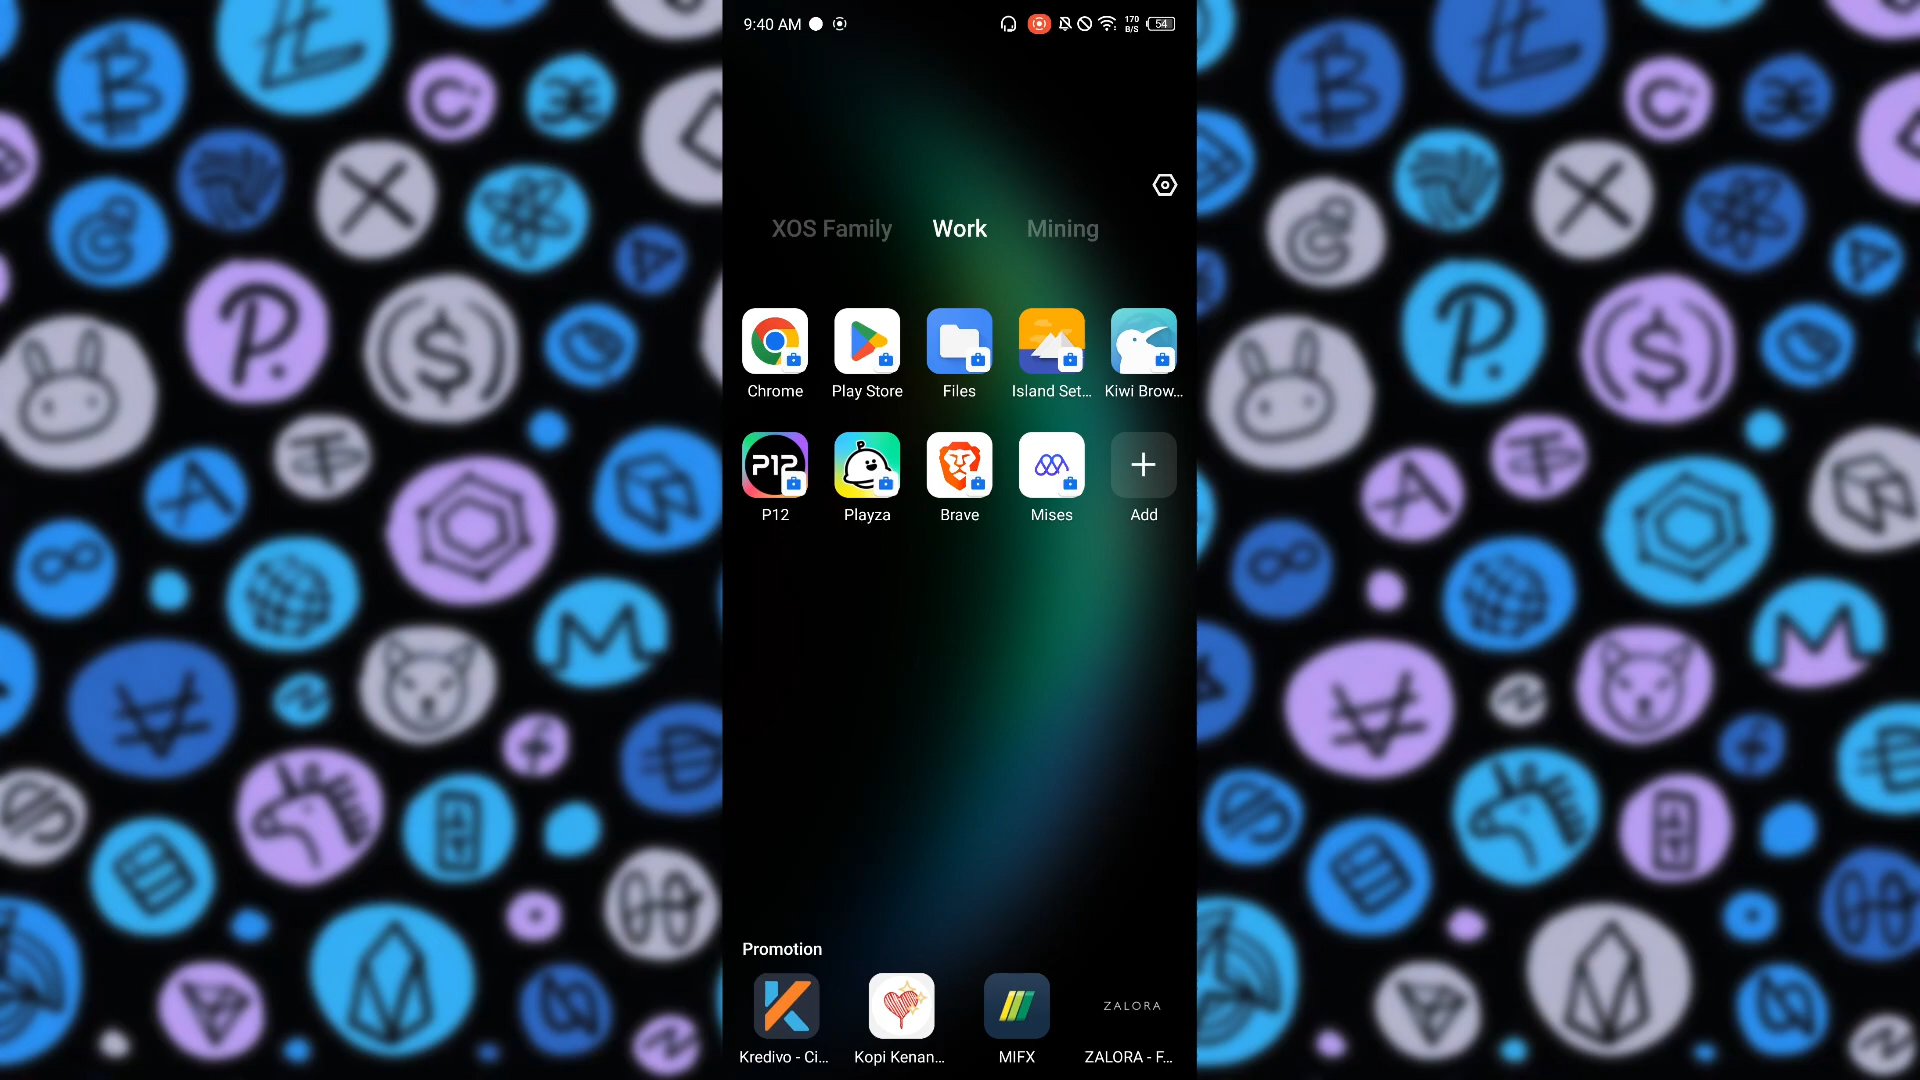 9:40 AM
170
B/S
54
XOS Family Work Mining
Chrome Play Store Files Island Set... Kiwi Brow...
P12
P12 Playza Brave Mises Add
Promotion
ZALORA
Kredivo - Ci... Kopi Kenan... MIFX ZALORA - F...